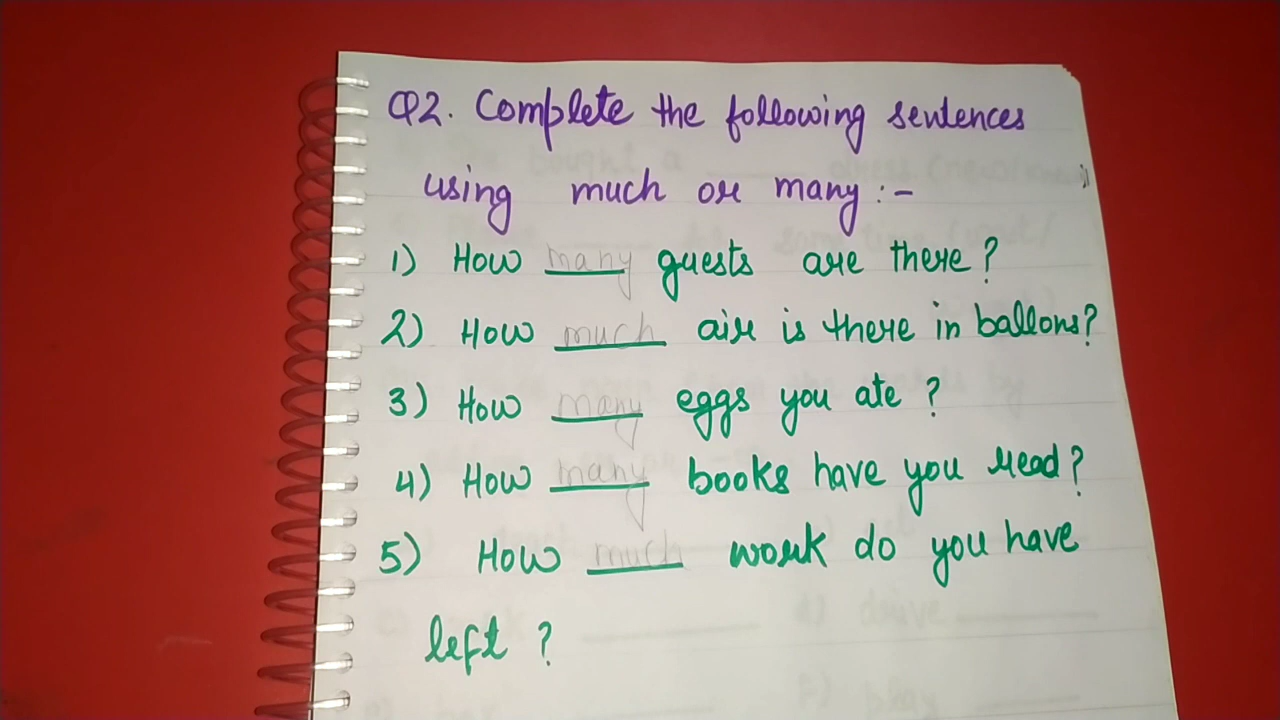 Q2. Complete the following sentences
using much or many :-
1) How many guests are there?
2) How much air is there in ballons?
3) How many eggs you ate ?
4) How many books have you read?
5) How much work do you have
left ?